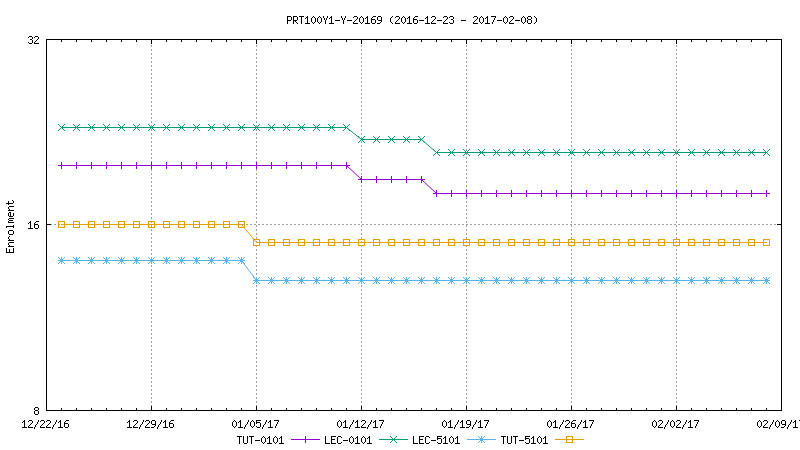 PRT100Y1-Y-20169 (2016-12-23 - 2017-02-08)
32
16
8
Enrolment
12/22/16 12/29/16 01/05/17 01/12/17 01/19/17 01/26/17 02/02/17 02/09/1
TUT-0101 LEC-0101 LEC-5101 TUT-5101